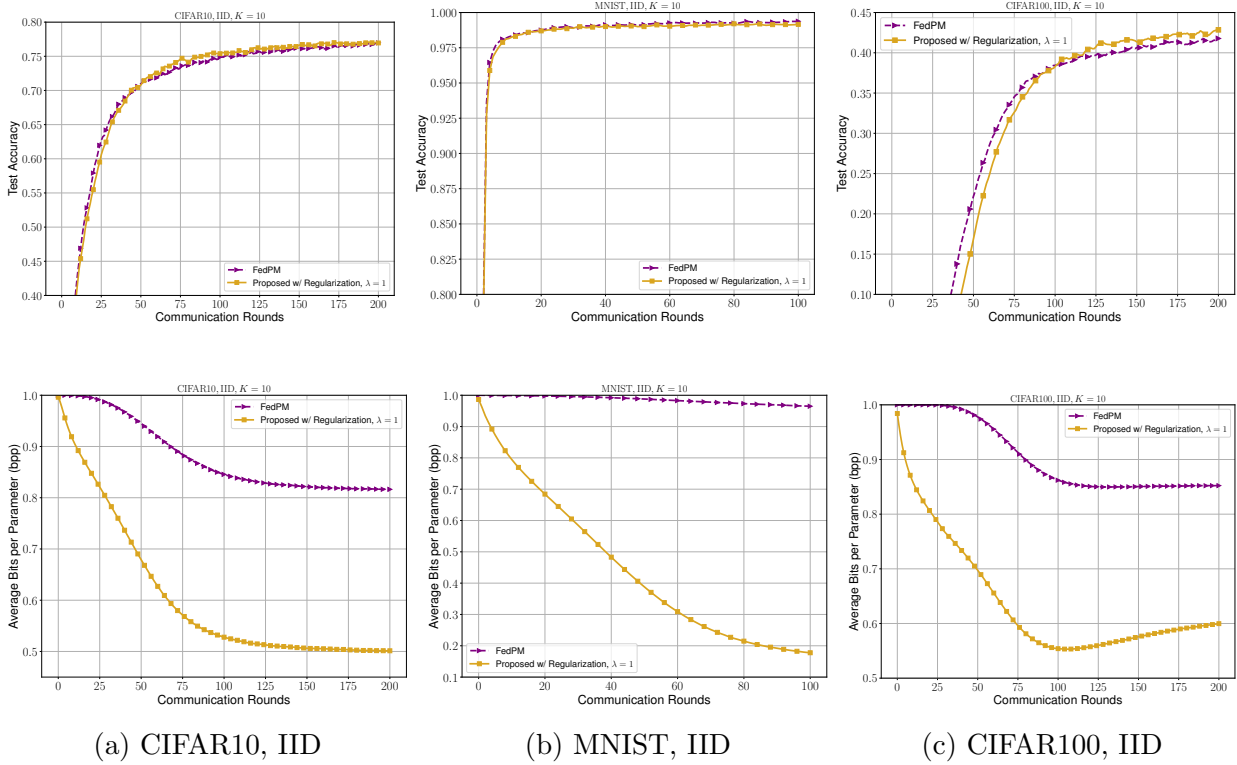 CIFAR10, IID, K = 10
0.80
0.75
0.70
0.65
0.60
0.55
0.50
0.45
0.40
Test Accuracy
FedPM
Proposed w/ Regularization, λ = 1
0 25 50 75 100 125 150 175 200
Communication Rounds
MNIST, IID, K = 10
1.000
0.975
0.950
0.925
0.900
0.875
0.850
0.825
0.800
Test Accuracy
FedPM
Proposed w/ Regularization, λ = 1
0 20 40 60 80 100
Communication Rounds
CIFAR100, IID, K = 10
0.45
0.40
0.35
0.30
0.25
0.20
0.15
0.10
Test Accuracy
FedPM
Proposed w/ Regularization, λ = 1
0 25 50 75 100 125 150 175 200
Communication Rounds
CIFAR10, IID, K = 10
1.0
0.9
0.8
0.7
0.6
0.5
Average Bits per Parameter (bpp)
FedPM
Proposed w/ Regularization, λ = 1
0 25 50 75 100 125 150 175 200
Communication Rounds
MNIST, IID, K = 10
1.0
0.9
0.8
0.7
0.6
0.5
0.4
0.3
0.2
0.1
Average Bits per Parameter (bpp)
FedPM
Proposed w/ Regularization, λ = 1
0 20 40 60 80 100
Communication Rounds
CIFAR100, IID, K = 10
1.0
0.9
0.8
0.7
0.6
0.5
Average Bits per Parameter (bpp)
FedPM
Proposed w/ Regularization, λ = 1
0 25 50 75 100 125 150 175 200
Communication Rounds
(a) CIFAR10, IID
(b) MNIST, IID
(c) CIFAR100, IID